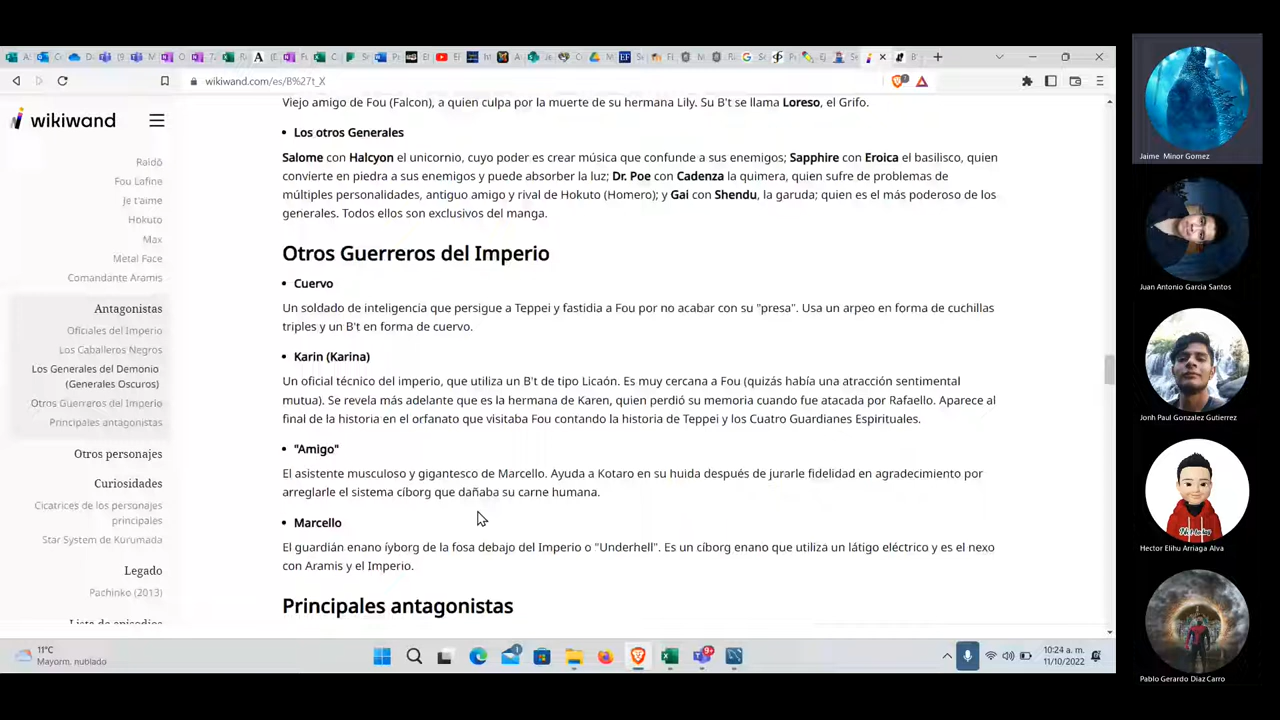 wikiwand.com/es/B%27t_X
wikiwand
Raidō
Fou Lafine
Je t'aime
Hokuto
Max
Metal Face
Comandante Aramis
Antagonistas
Oficiales del Imperio
Los Caballeros Negros
Los Generales del Demonio
(Generales Oscuros)
Otros Guerreros del Imperio
Principales antagonistas
Otros personajes
Curiosidades
Cicatrices de los personajes
principales
Star System de Kurumada
Legado
Pachinko (2013)
Lista de episodios
Viejo amigo de Fou (Falcon), a quien culpa por la muerte de su hermana Lily. Su B't se llama Loreso, el Grifo.
• Los otros Generales
Salome con Halcyon el unicornio, cuyo poder es crear música que confunde a sus enemigos; Sapphire con Eroica el basilisco, quien
convierte en piedra a sus enemigos y puede absorber la luz; Dr. Poe con Cadenza la quimera, quien sufre de problemas de
múltiples personalidades, antiguo amigo y rival de Hokuto (Homero); y Gai con Shendu, la garuda; quien es el más poderoso de los
generales. Todos ellos son exclusivos del manga.
Otros Guerreros del Imperio
• Cuervo
Un soldado de inteligencia que persigue a Teppei y fastidia a Fou por no acabar con su "presa". Usa un arpeo en forma de cuchillas
triples y un B't en forma de cuervo.
• Karin (Karina)
Un oficial técnico del imperio, que utiliza un B't de tipo Licaón. Es muy cercana a Fou (quizás había una atracción sentimental
mutua). Se revela más adelante que es la hermana de Karen, quien perdió su memoria cuando fue atacada por Rafaello. Aparece al
final de la historia en el orfanato que visitaba Fou contando la historia de Teppei y los Cuatro Guardianes Espirituales.
• "Amigo"
El asistente musculoso y gigantesco de Marcello. Ayuda a Kotaro en su huida después de jurarle fidelidad en agradecimiento por
arreglarle el sistema cíborg que dañaba su carne humana.
• Marcello
El guardián enano íyborg de la fosa debajo del Imperio o "Underhell". Es un cíborg enano que utiliza un látigo eléctrico y es el nexo
con Aramis y el Imperio.
Principales antagonistas
11°C
Mayorm. nublado
9+
10:24 a. m.
11/10/2022
Jaime Minor Gomez
Juan Antonio Garcia Santos
Jonh Paul Gonzalez Gutierrez
Hector Elihu Arriaga Alva
Pablo Gerardo Diaz Carro